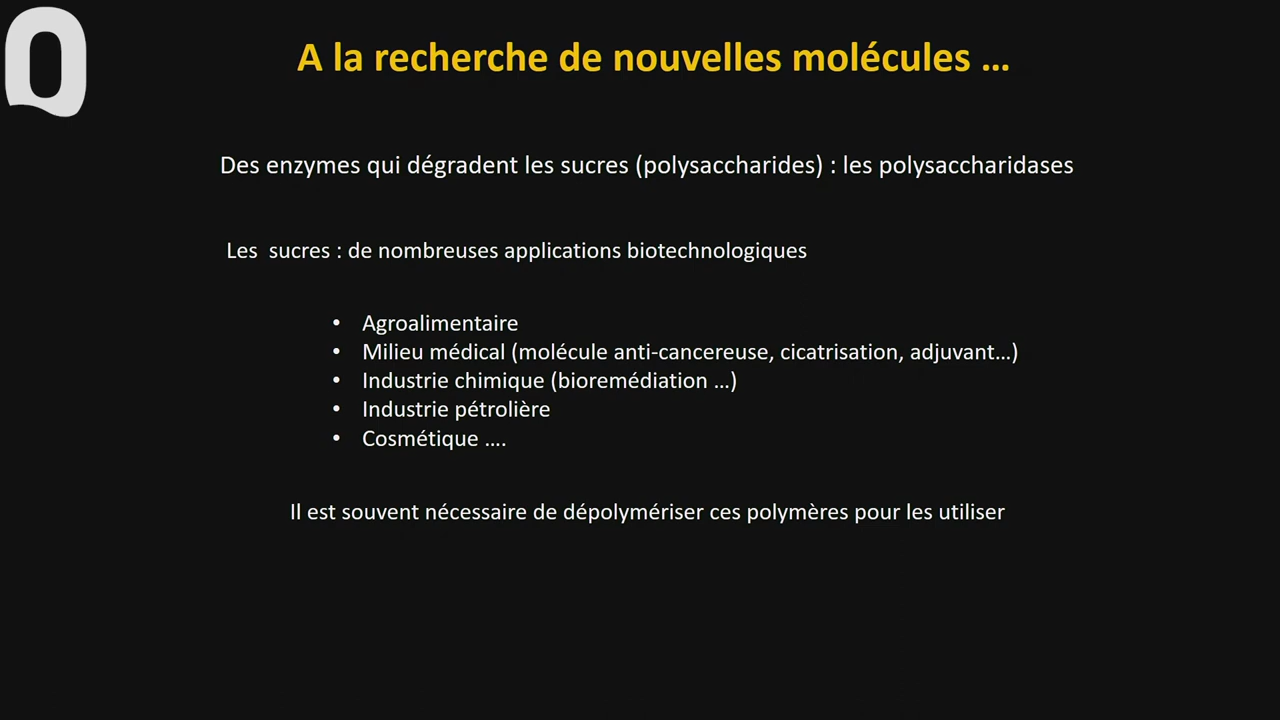 Q
A la recherche de nouvelles molécules ...
Des enzymes qui dégradent les sucres (polysaccharides) : les polysaccharidases
Les  sucres : de nombreuses applications biotechnologiques
• Agroalimentaire
• Milieu médical (molécule anti-cancereuse, cicatrisation, adjuvant...)
• Industrie chimique (bioremédiation ...)
• Industrie pétrolière
• Cosmétique ....
Il est souvent nécessaire de dépolymériser ces polymères pour les utiliser